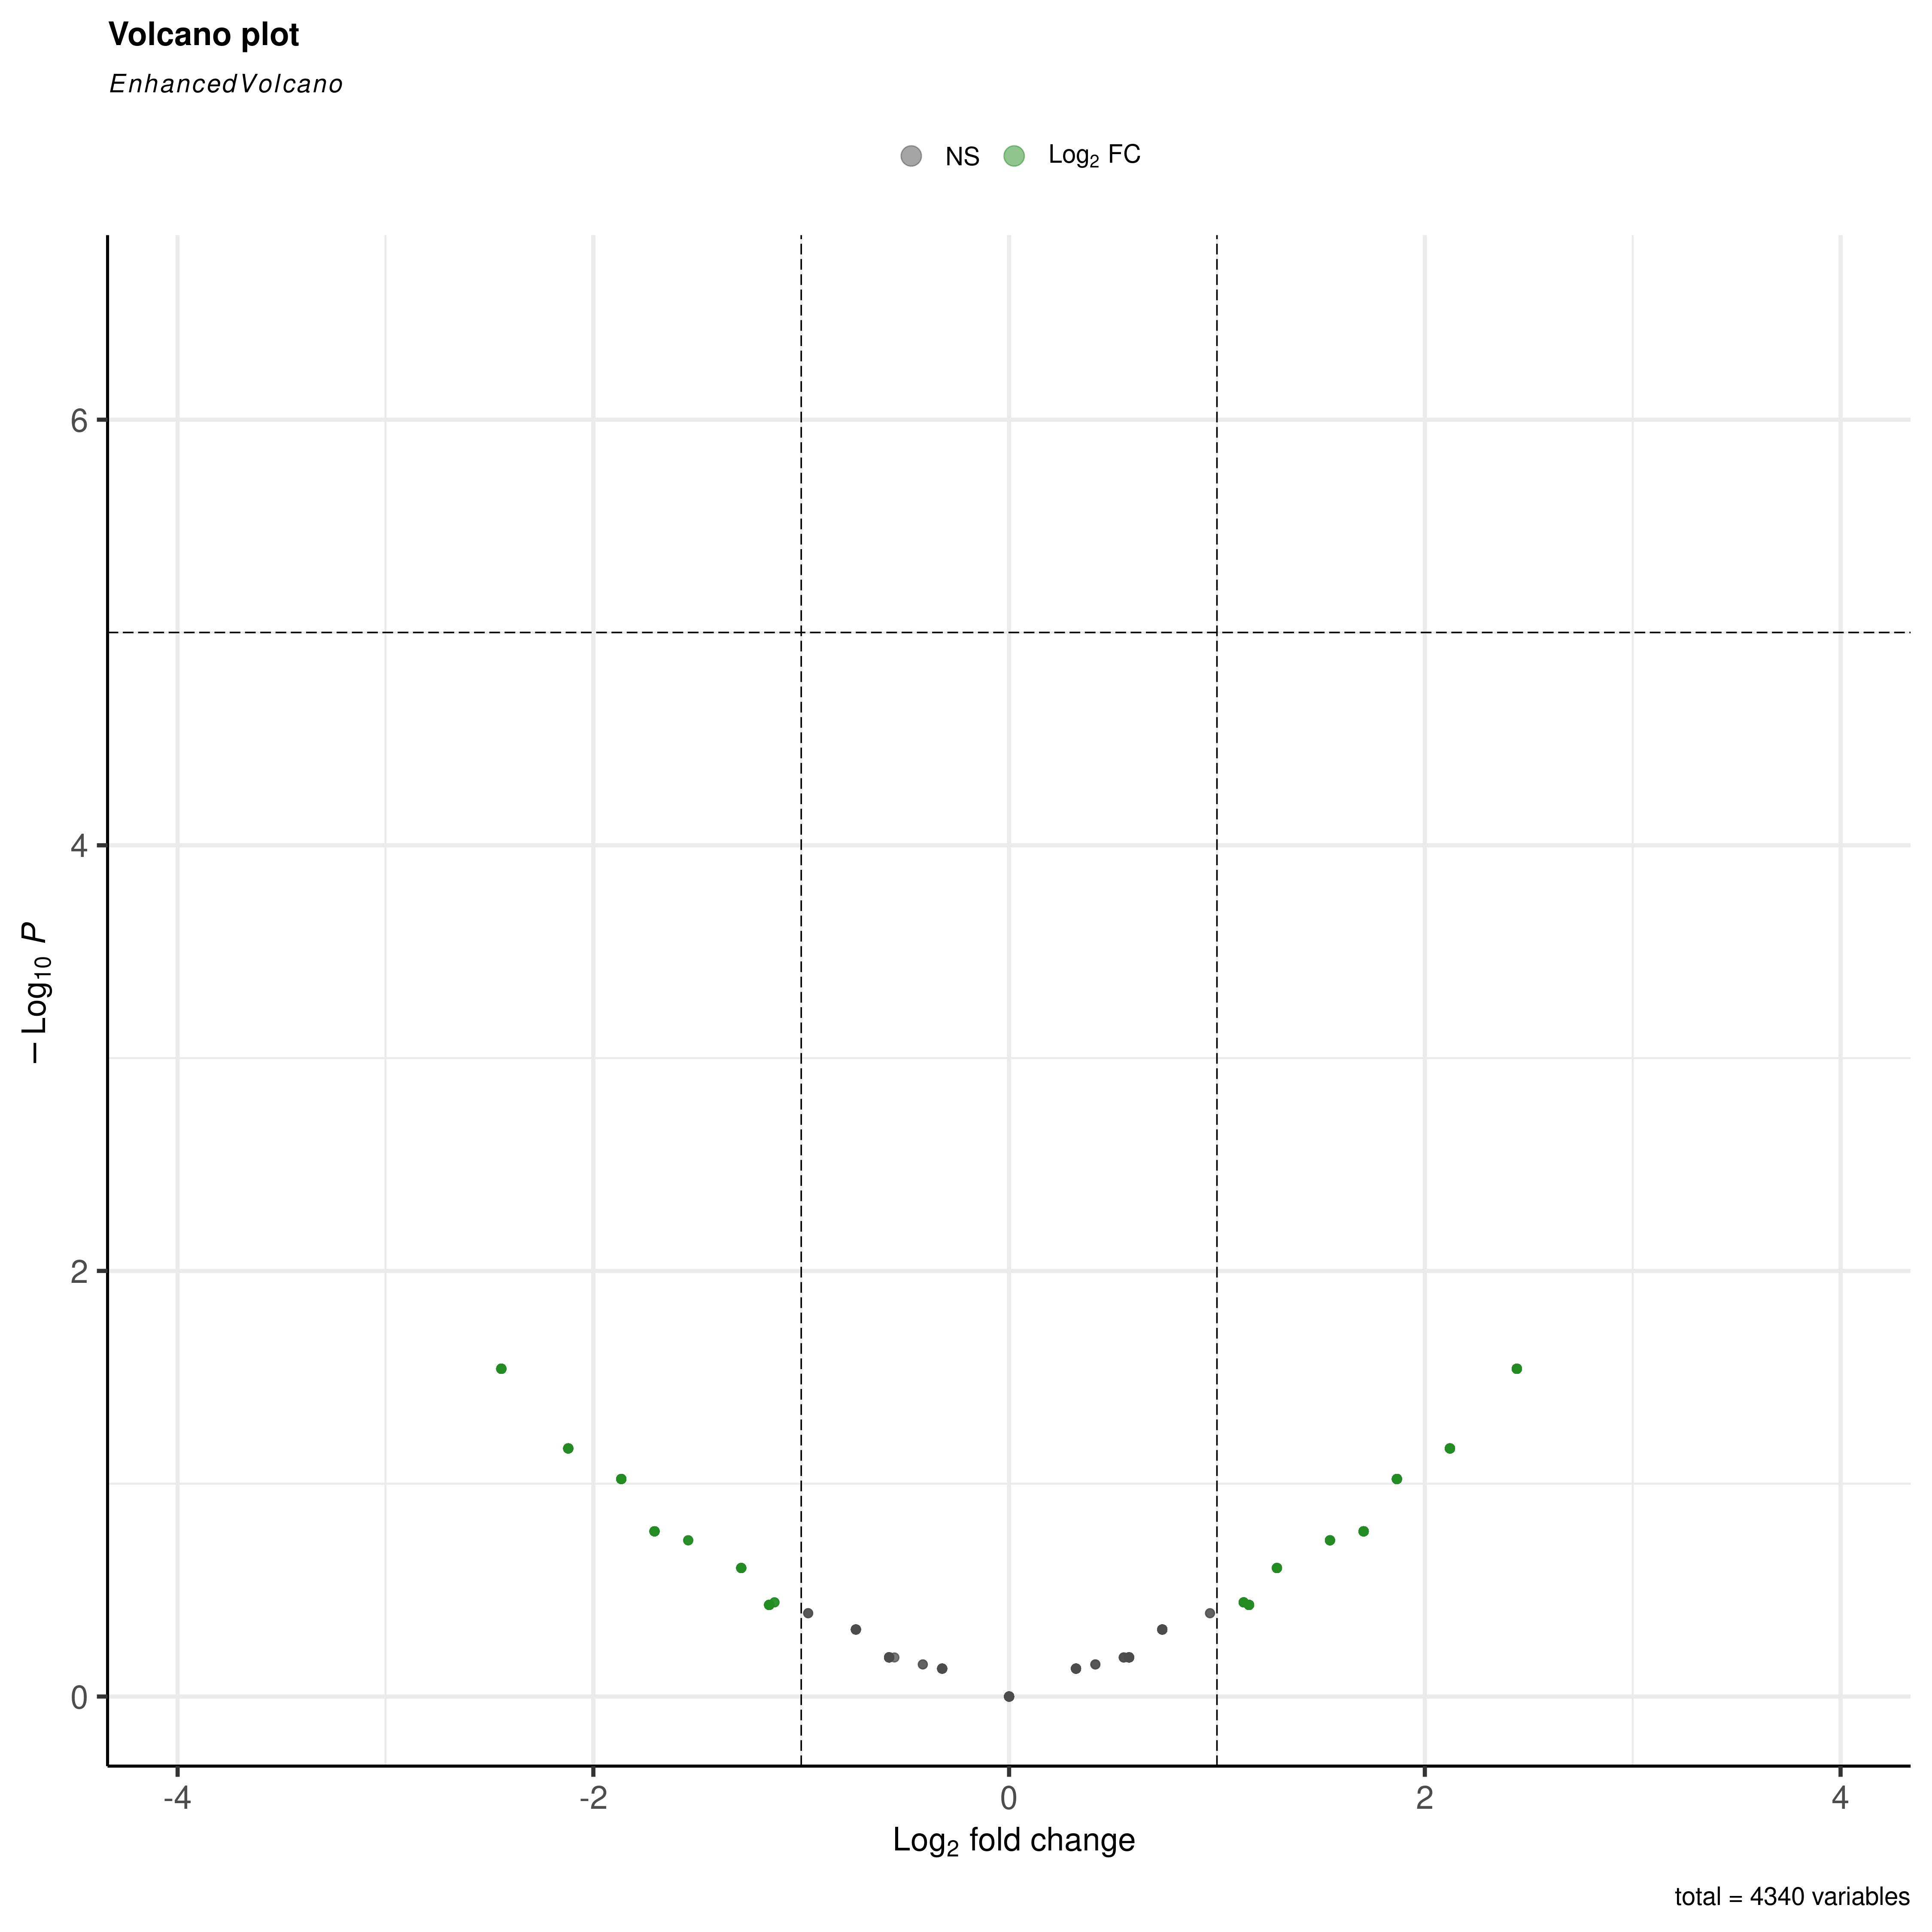 Volcano plot
EnhancedVolcano
NS Log₂ FC
6
4
2
0
− Log₁₀ P
-4 -2 0 2 4
Log₂ fold change
total = 4340 variables